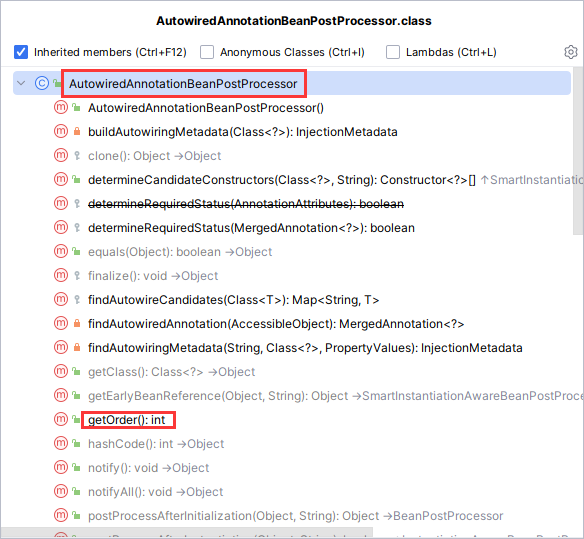 AutowiredAnnotationBeanPostProcessor.class
Inherited members (Ctrl+F12) Anonymous Classes (Ctrl+I) Lambdas (Ctrl+L)
AutowiredAnnotationBeanPostProcessor
AutowiredAnnotationBeanPostProcessor()
buildAutowiringMetadata(Class<?>): InjectionMetadata
clone(): Object →Object
determineCandidateConstructors(Class<?>, String): Constructor<?>[] ↑SmartInstantiatio
determineRequiredStatus(AnnotationAttributes): boolean
determineRequiredStatus(MergedAnnotation<?>): boolean
equals(Object): boolean →Object
finalize(): void →Object
findAutowireCandidates(Class<T>): Map<String, T>
findAutowiredAnnotation(AccessibleObject): MergedAnnotation<?>
findAutowiringMetadata(String, Class<?>, PropertyValues): InjectionMetadata
getClass(): Class<?> →Object
getEarlyBeanReference(Object, String): Object →SmartInstantiationAwareBeanPostProce
getOrder(): int
hashCode(): int →Object
notify(): void →Object
notifyAll(): void →Object
postProcessAfterInitialization(Object, String): Object →BeanPostProcessor